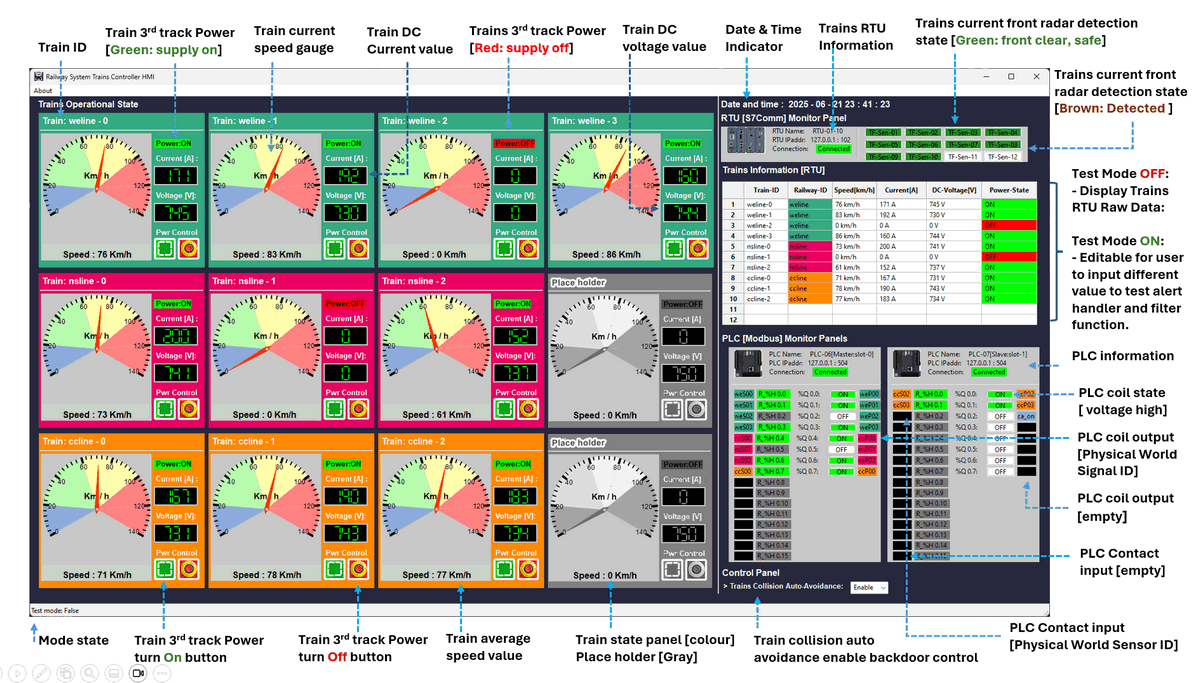 Train ID
Train 3rd track Power
[Green: supply on]
Train current
speed gauge
Train DC
Current value
Trains 3rd track Power
[Red: supply off]
Train DC
voltage value
Date & Time
Indicator
Trains RTU
Information
Trains current front radar detection
state [Green: front clear, safe]
Trains current front
radar detection state
[Brown: Detected ]
Railway System Trains Controller HMI
About
Trains Operational State
Train: weline - 0
Power:ON
Current [A] :
171
Voltage [V]:
745
Pwr Control
Km / h
0
20
40
60
80
100
120
140
Speed : 76 Km/h
Train: weline - 1
Power:ON
Current [A] :
192
Voltage [V]:
730
Pwr Control
Km / h
Speed : 83 Km/h
Train: weline - 2
Power:OFF
Current [A] :
0
Voltage [V]:
0
Pwr Control
Km / h
Speed : 0 Km/h
Train: weline - 3
Power:ON
Current [A] :
160
Voltage [V]:
744
Pwr Control
Km / h
Speed : 86 Km/h
Train: nsline - 0
Power:ON
Current [A] :
200
Voltage [V]:
741
Pwr Control
Km / h
Speed : 73 Km/h
Train: nsline - 1
Power:OFF
Current [A] :
0
Voltage [V]:
0
Pwr Control
Km / h
Speed : 0 Km/h
Train: nsline - 2
Power:ON
Current [A] :
152
Voltage [V]:
737
Pwr Control
Km / h
Speed : 61 Km/h
Place holder
Power:OFF
Current [A] :
0
Voltage [V]:
750
Pwr Control
Km / h
Speed : 0 Km/h
Train: ccline - 0
Power:ON
Current [A] :
167
Voltage [V]:
731
Pwr Control
Km / h
Speed : 71 Km/h
Train: ccline - 1
Power:ON
Current [A] :
190
Voltage [V]:
743
Pwr Control
Km / h
Speed : 78 Km/h
Train: ccline - 2
Power:ON
Current [A] :
183
Voltage [V]:
734
Pwr Control
Km / h
Speed : 77 Km/h
Place holder
Power:OFF
Current [A] :
0
Voltage [V]:
750
Pwr Control
Km / h
Speed : 0 Km/h
Test mode: False
Date and time : 2025 - 06 - 21 23 : 41 : 23
RTU [S7Comm] Monitor Panel
RTU Name: RTU-01-10
RTU IPaddr: 127.0.0.1 : 102
Connection: Connected
TF-Sen-01 TF-Sen-02 TF-Sen-03 TF-Sen-04
TF-Sen-05 TF-Sen-06 TF-Sen-07 TF-Sen-08
TF-Sen-09 TF-Sen-10 TF-Sen-11 TF-Sen-12
Trains Information [RTU]
Train-ID Railway-ID Speed[km/h] Current[A] DC-Voltage[V] Power-State
1 weline-0 weline 76 km/h 171 A 745 V ON
2 weline-1 weline 83 km/h 192 A 730 V ON
3 weline-2 weline 0 km/h 0 A 0 V OFF
4 weline-3 weline 86 km/h 160 A 744 V ON
5 nsline-0 nsline 73 km/h 200 A 741 V ON
6 nsline-1 nsline 0 km/h 0 A 0 V OFF
7 nsline-2 nsline 61 km/h 152 A 737 V ON
8 ccline-0 ccline 71 km/h 167 A 731 V ON
9 ccline-1 ccline 78 km/h 190 A 743 V ON
10 ccline-2 ccline 77 km/h 183 A 734 V ON
11
12
PLC [Modbus] Monitor Panels
PLC Name: PLC-06[Master:slot-0]
PLC IPaddr: 127.0.0.1 : 504
Connection: Connected
weS00 R_%H 0.0 %Q 0.0: ON weP00
weS01 R_%H 0.1 %Q 0.1: ON weP01
weS02 R_%H 0.2 %Q 0.2: OFF weP02
weS03 R_%H 0.3 %Q 0.3: ON weP03
nsS00 R_%H 0.4 %Q 0.4: ON nsP00
nsS01 R_%H 0.5 %Q 0.5: OFF nsP01
nsS02 R_%H 0.6 %Q 0.6: ON nsP02
ccS00 R_%H 0.7 %Q 0.7: ON ccP00
R_%H 0.8
R_%H 0.9
R_%H 0.10
R_%H 0.11
R_%H 0.12
R_%H 0.13
R_%H 0.14
R_%H 0.15
PLC Name: PLC-07[Slave:slot-1]
PLC IPaddr: 127.0.0.1 : 504
Connection: Connected
ccS02 R_%H 0.0 %Q 0.0: ON ccP02
ccS03 R_%H 0.1 %Q 0.1: ON ccP03
R_%H 0.2 %Q 0.2: OFF ca_on
R_%H 0.3 %Q 0.3: OFF
R_%H 0.4 %Q 0.4: OFF
R_%H 0.5 %Q 0.5: OFF
R_%H 0.6 %Q 0.6: OFF
R_%H 0.7 %Q 0.7: OFF
R_%H 0.8
R_%H 0.9
R_%H 0.10
R_%H 0.11
R_%H 0.12
R_%H 0.13
R_%H 0.14
R_%H 0.15
Control Panel
> Trains Collision Auto-Avoidance: Enable
Test Mode OFF:
- Display Trains
RTU Raw Data:
Test Mode ON:
- Editable for user
to input different
value to test alert
handler and filter
function.
PLC information
PLC coil state
[ voltage high]
PLC coil output
[Physical World
Signal ID]
PLC coil output
[empty]
PLC Contact
input [empty]
PLC Contact input
[Physical World Sensor ID]
Mode state
Train 3rd track Power
turn On button
Train 3rd track Power
turn Off button
Train average
speed value
Train state panel [colour]
Place holder [Gray]
Train collision auto
avoidance enable backdoor control